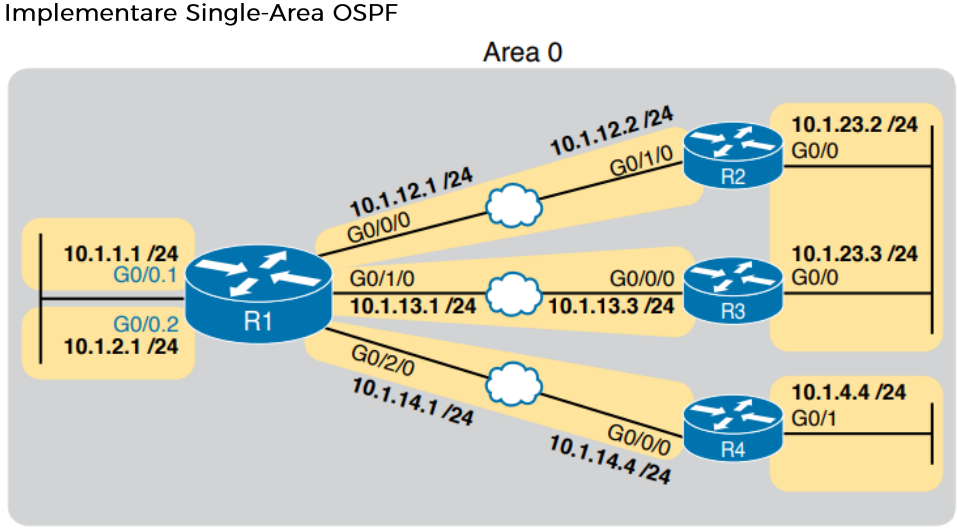 Implementare Single-Area OSPF
Area 0
10.1.12.2 /24
10.1.23.2 /24
G0/1/0
G0/0
R2
10.1.12.1 /24
G0/0/0
10.1.1.1 /24
G0/0.1
G0/1/0
G0/0/0
10.1.23.3 /24
G0/0
10.1.13.1 /24
10.1.13.3 /24
R3
R1
G0/0.2
10.1.2.1 /24
G0/2/0
10.1.14.1 /24
10.1.4.4 /24
G0/1
G0/0/0
R4
10.1.14.4 /24